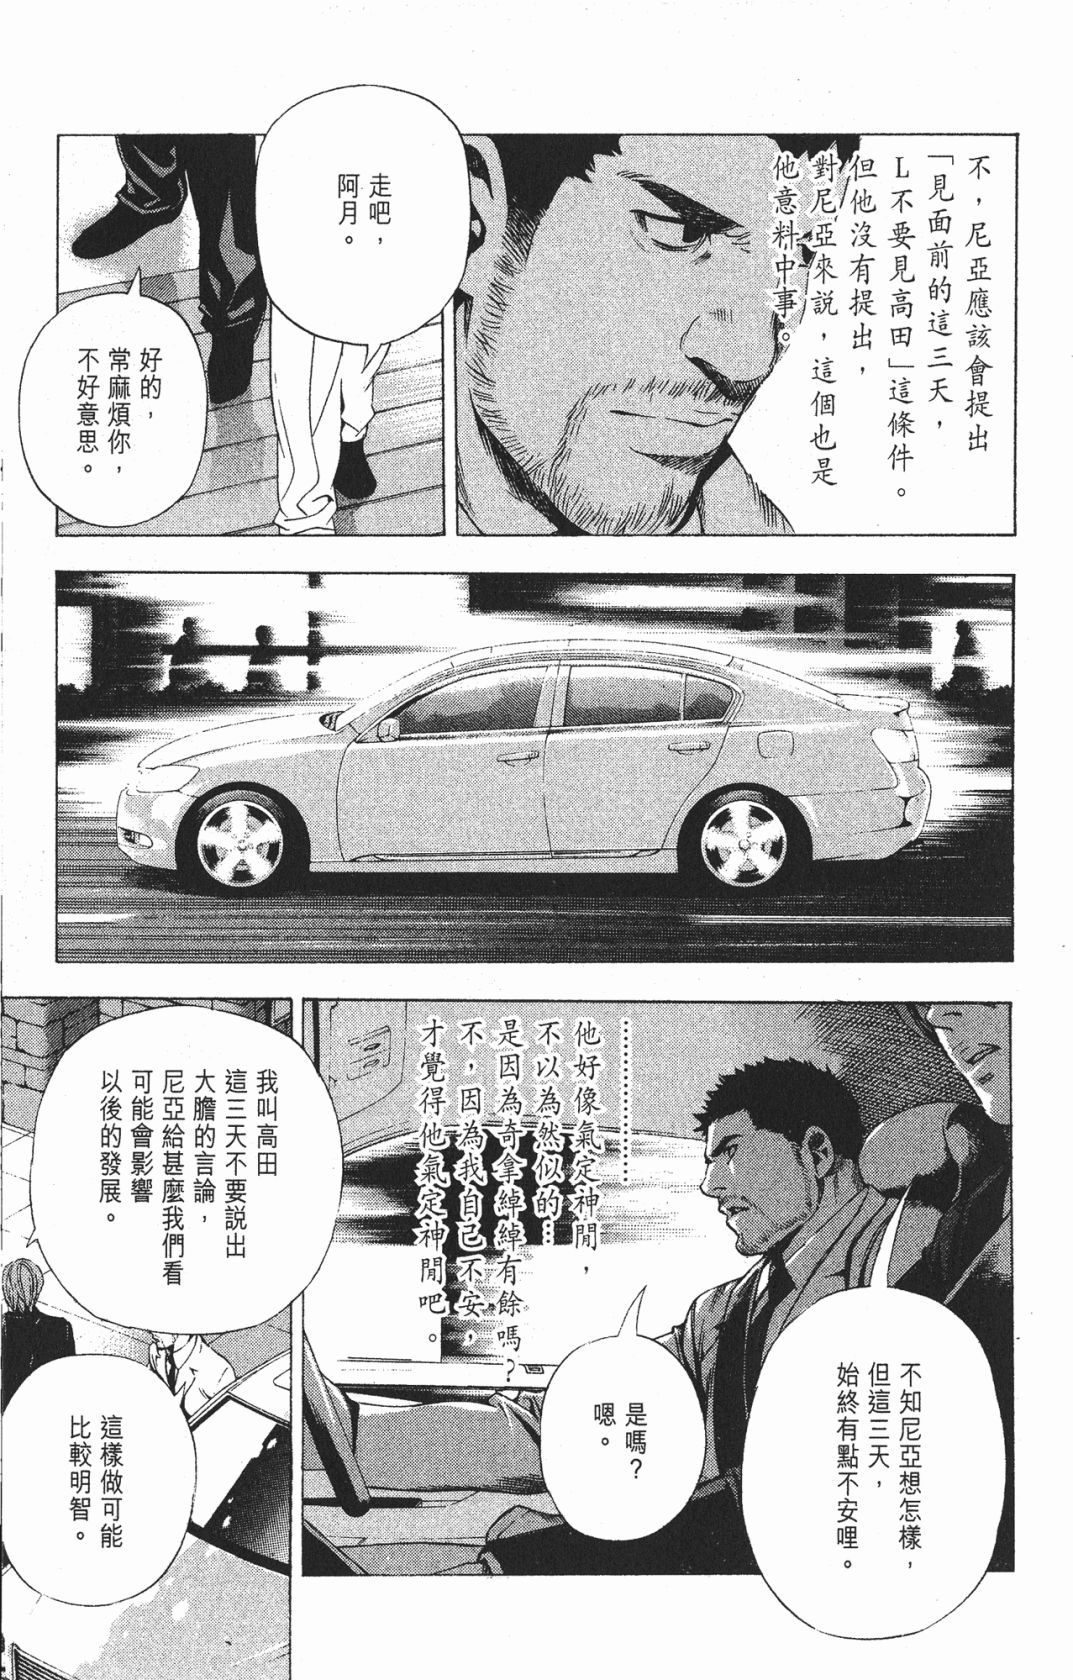 不，尼亞應該會提出
「見面前的這三天，
L不要見高田」這條件。
但他沒有提出，
對尼亞來說，這個也是
他意料中事。
走吧，
阿月。
好的，
常麻煩你，
不好意思。
不知尼亞想怎樣，
但這三天，
始終有點不安哩。
是嗎？
嗯。
………………
他好像氣定神閒，
不以為然似的…
是因為奇拿綽綽有餘嗎？
不，因為我自己不安，
才覺得他氣定神閒吧。
我叫高田
這三天不要說出
大膽的言論，
尼亞給甚麼我們看
可能會影響
以後的發展。
這樣做可能
比較明智。